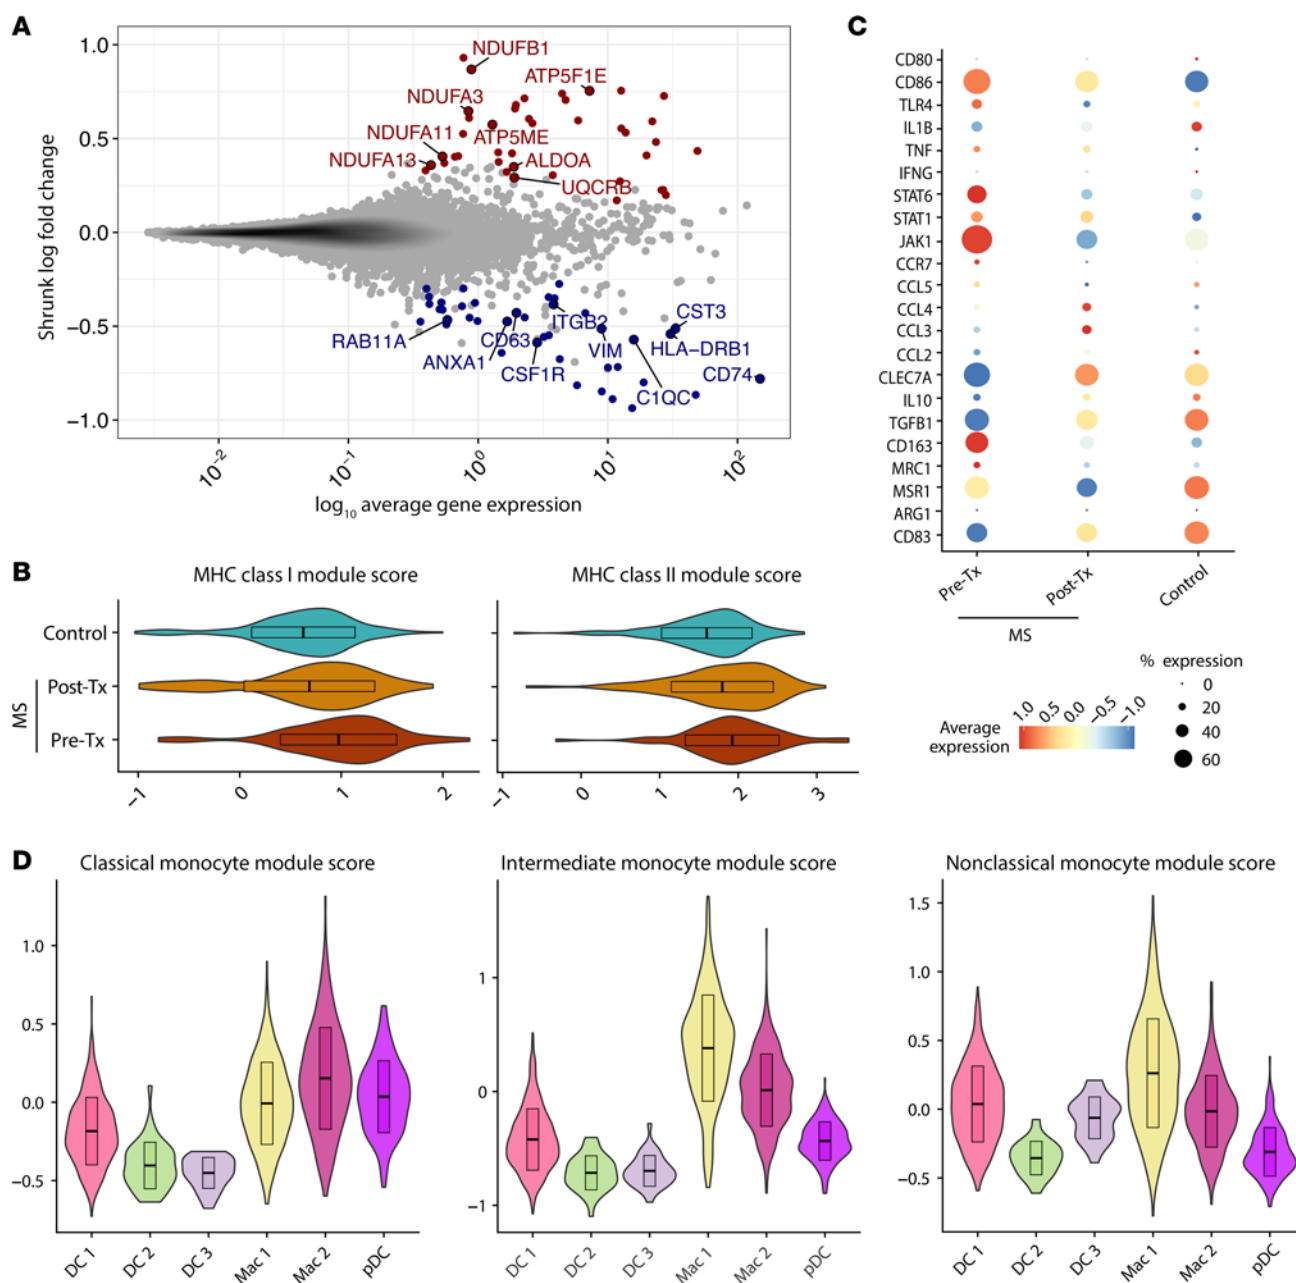 A
1.0
0.5
0.0
−0.5
−1.0
Shrunk log fold change
NDUFB1
ATP5F1E
NDUFA3
NDUFA11
ATP5ME
NDUFA13
ALDOA
UQCRB
RAB11A
ANXA1
CD63
ITGB2
CSF1R
VIM
CST3
HLA−DRB1
C1QC
CD74
10⁻²
10⁻¹
10⁰
10¹
10²
log₁₀ average gene expression
C
CD80
CD86
TLR4
IL1B
TNF
IFNG
STAT6
STAT1
JAK1
CCR7
CCL5
CCL4
CCL3
CCL2
CLEC7A
IL10
TGFB1
CD163
MRC1
MSR1
ARG1
CD83
Pre-Tx
Post-Tx
Control
MS
% expression
0
20
40
60
Average
expression
1.0
0.5
0.0
−0.5
−1.0
B
MHC class I module score
MHC class II module score
Control
Post-Tx
Pre-Tx
MS
−1
0
1
2
−1
0
1
2
3
D
Classical monocyte module score
1.0
0.5
0.0
−0.5
DC 1
DC 2
DC 3
Mac 1
Mac 2
pDC
Intermediate monocyte module score
1
0
−1
DC 1
DC 2
DC 3
Mac 1
Mac 2
pDC
Nonclassical monocyte module score
1.5
1.0
0.5
0.0
−0.5
DC 1
DC 2
DC 3
Mac 1
Mac 2
pDC